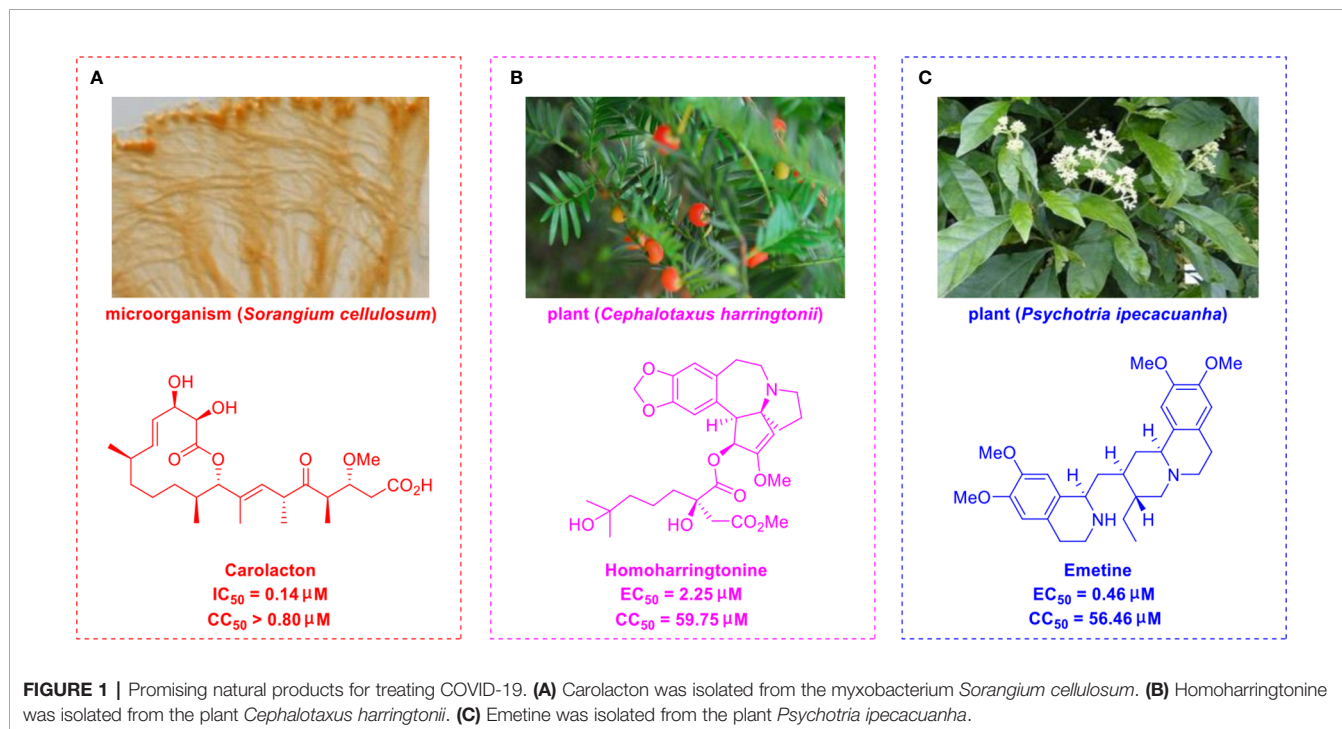 A
microorganism (Sorangium cellulosum)
OH
OH
O
O
O
OMe
CO₂H
Carolacton
IC₅₀ = 0.14 μM
CC₅₀ > 0.80 μM
B
plant (Cephalotaxus harringtonii)
O
O
N
H
O
OMe
O
HO
HO
CO₂Me
Homoharringtonine
EC₅₀ = 2.25 μM
CC₅₀ = 59.75 μM
C
plant (Psychotria ipecacuanha)
MeO
OMe
H
H
MeO
H
N
MeO
NH
H
Emetine
EC₅₀ = 0.46 μM
CC₅₀ = 56.46 μM
FIGURE 1 | Promising natural products for treating COVID-19. (A) Carolacton was isolated from the myxobacterium Sorangium cellulosum. (B) Homoharringtonine
was isolated from the plant Cephalotaxus harringtonii. (C) Emetine was isolated from the plant Psychotria ipecacuanha.